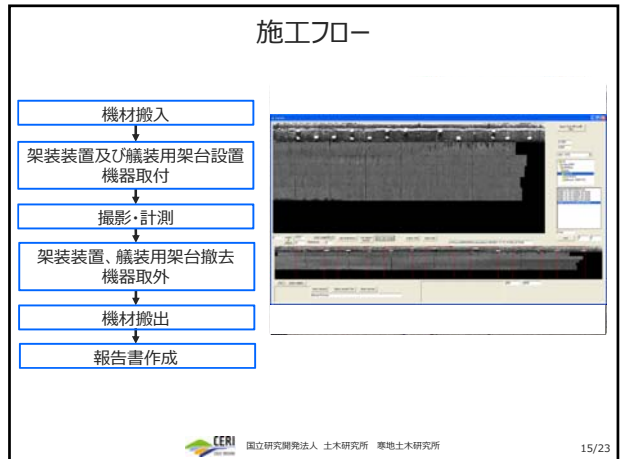 施工フロー
機材搬入
架装装置及び艤装用架台設置
機器取付
撮影・計測
架装装置、艤装用架台撤去
機器取外
機材搬出
報告書作成
CERI
国立研究開発法人 土木研究所 寒地土木研究所
15/23